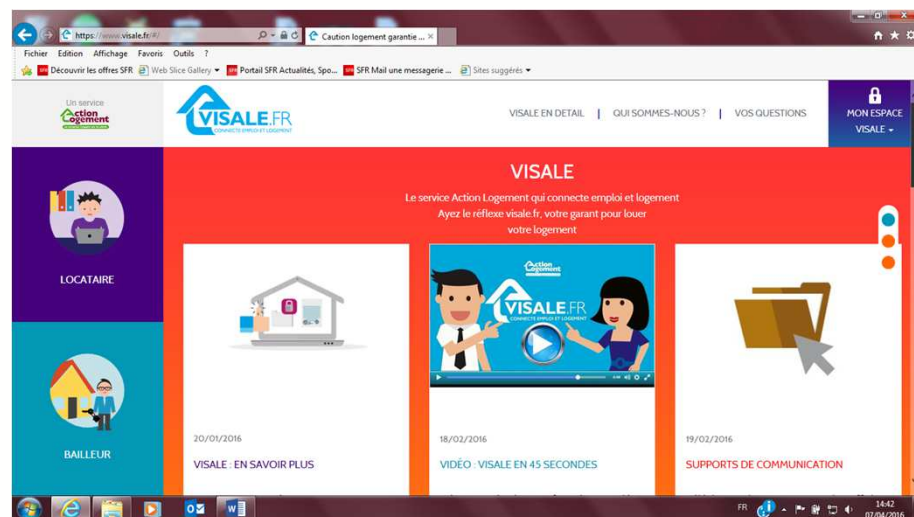 https://www.visale.fr/#/
Caution logement garantie ...
Fichier Edition Affichage Favoris Outils ?
Découvrir les offres SFR Web Slice Gallery Portail SFR Actualités, Spo... SFR Mail une messagerie ... Sites suggérés
Un service
Action
Logement
VISALE.FR
CONNECTE EMPLOI ET LOGEMENT
VISALE EN DETAIL | QUI SOMMES-NOUS ? | VOS QUESTIONS
MON ESPACE
VISALE
LOCATAIRE
BAILLEUR
VISALE
Le service Action Logement qui connecte emploi et logement
Ayez le réflexe visale.fr, votre garant pour louer
votre logement
Action
Logement
VISALE.FR
CONNECTE EMPLOI ET LOGEMENT
20/01/2016
VISALE : EN SAVOIR PLUS
18/02/2016
VIDÉO : VISALE EN 45 SECONDES
19/02/2016
SUPPORTS DE COMMUNICATION
FR
14:42
07/04/2016